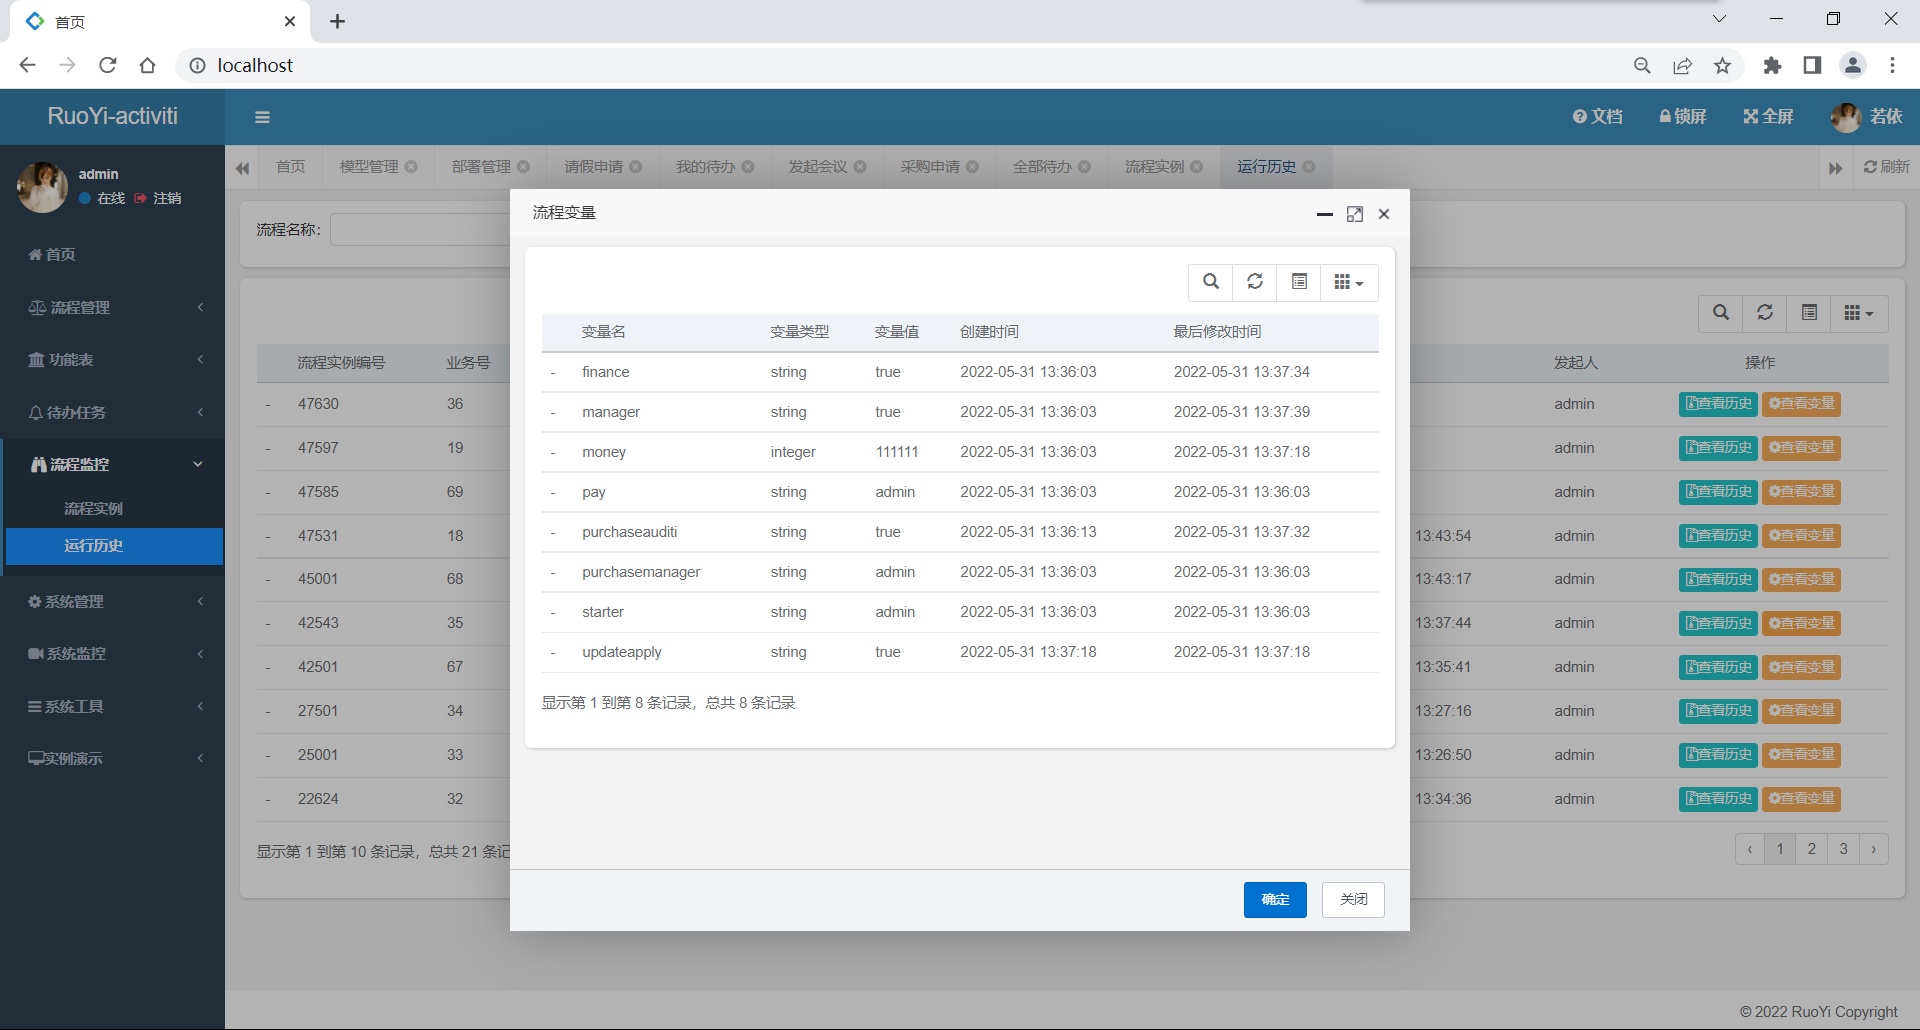 首页
localhost
RuoYi-activiti
文档 锁屏 全屏 若依
admin
在线 注销
首页 模型管理 部署管理 请假申请 我的待办 发起会议 采购申请 全部待办 流程实例 运行历史 刷新
首页
流程管理
功能表
待办任务
流程监控
流程实例
运行历史
系统管理
系统监控
系统工具
实例演示
流程名称：
流程实例编号 业务号 发起人 操作
- 47630 36 admin 查看历史 查看变量
- 47597 19 admin 查看历史 查看变量
- 47585 69 admin 查看历史 查看变量
- 47531 18 13:43:54 admin 查看历史 查看变量
- 45001 68 13:43:17 admin 查看历史 查看变量
- 42543 35 13:37:44 admin 查看历史 查看变量
- 42501 67 13:35:41 admin 查看历史 查看变量
- 27501 34 13:27:16 admin 查看历史 查看变量
- 25001 33 13:26:50 admin 查看历史 查看变量
- 22624 32 13:34:36 admin 查看历史 查看变量
显示第 1 到第 10 条记录，总共 21 条记
‹ 1 2 3 ›
流程变量
变量名 变量类型 变量值 创建时间 最后修改时间
- finance string true 2022-05-31 13:36:03 2022-05-31 13:37:34
- manager string true 2022-05-31 13:36:03 2022-05-31 13:37:39
- money integer 111111 2022-05-31 13:36:03 2022-05-31 13:37:18
- pay string admin 2022-05-31 13:36:03 2022-05-31 13:36:03
- purchaseauditi string true 2022-05-31 13:36:13 2022-05-31 13:37:32
- purchasemanager string admin 2022-05-31 13:36:03 2022-05-31 13:36:03
- starter string admin 2022-05-31 13:36:03 2022-05-31 13:36:03
- updateapply string true 2022-05-31 13:37:18 2022-05-31 13:37:18
显示第 1 到第 8 条记录，总共 8 条记录
确定 关闭
© 2022 RuoYi Copyright